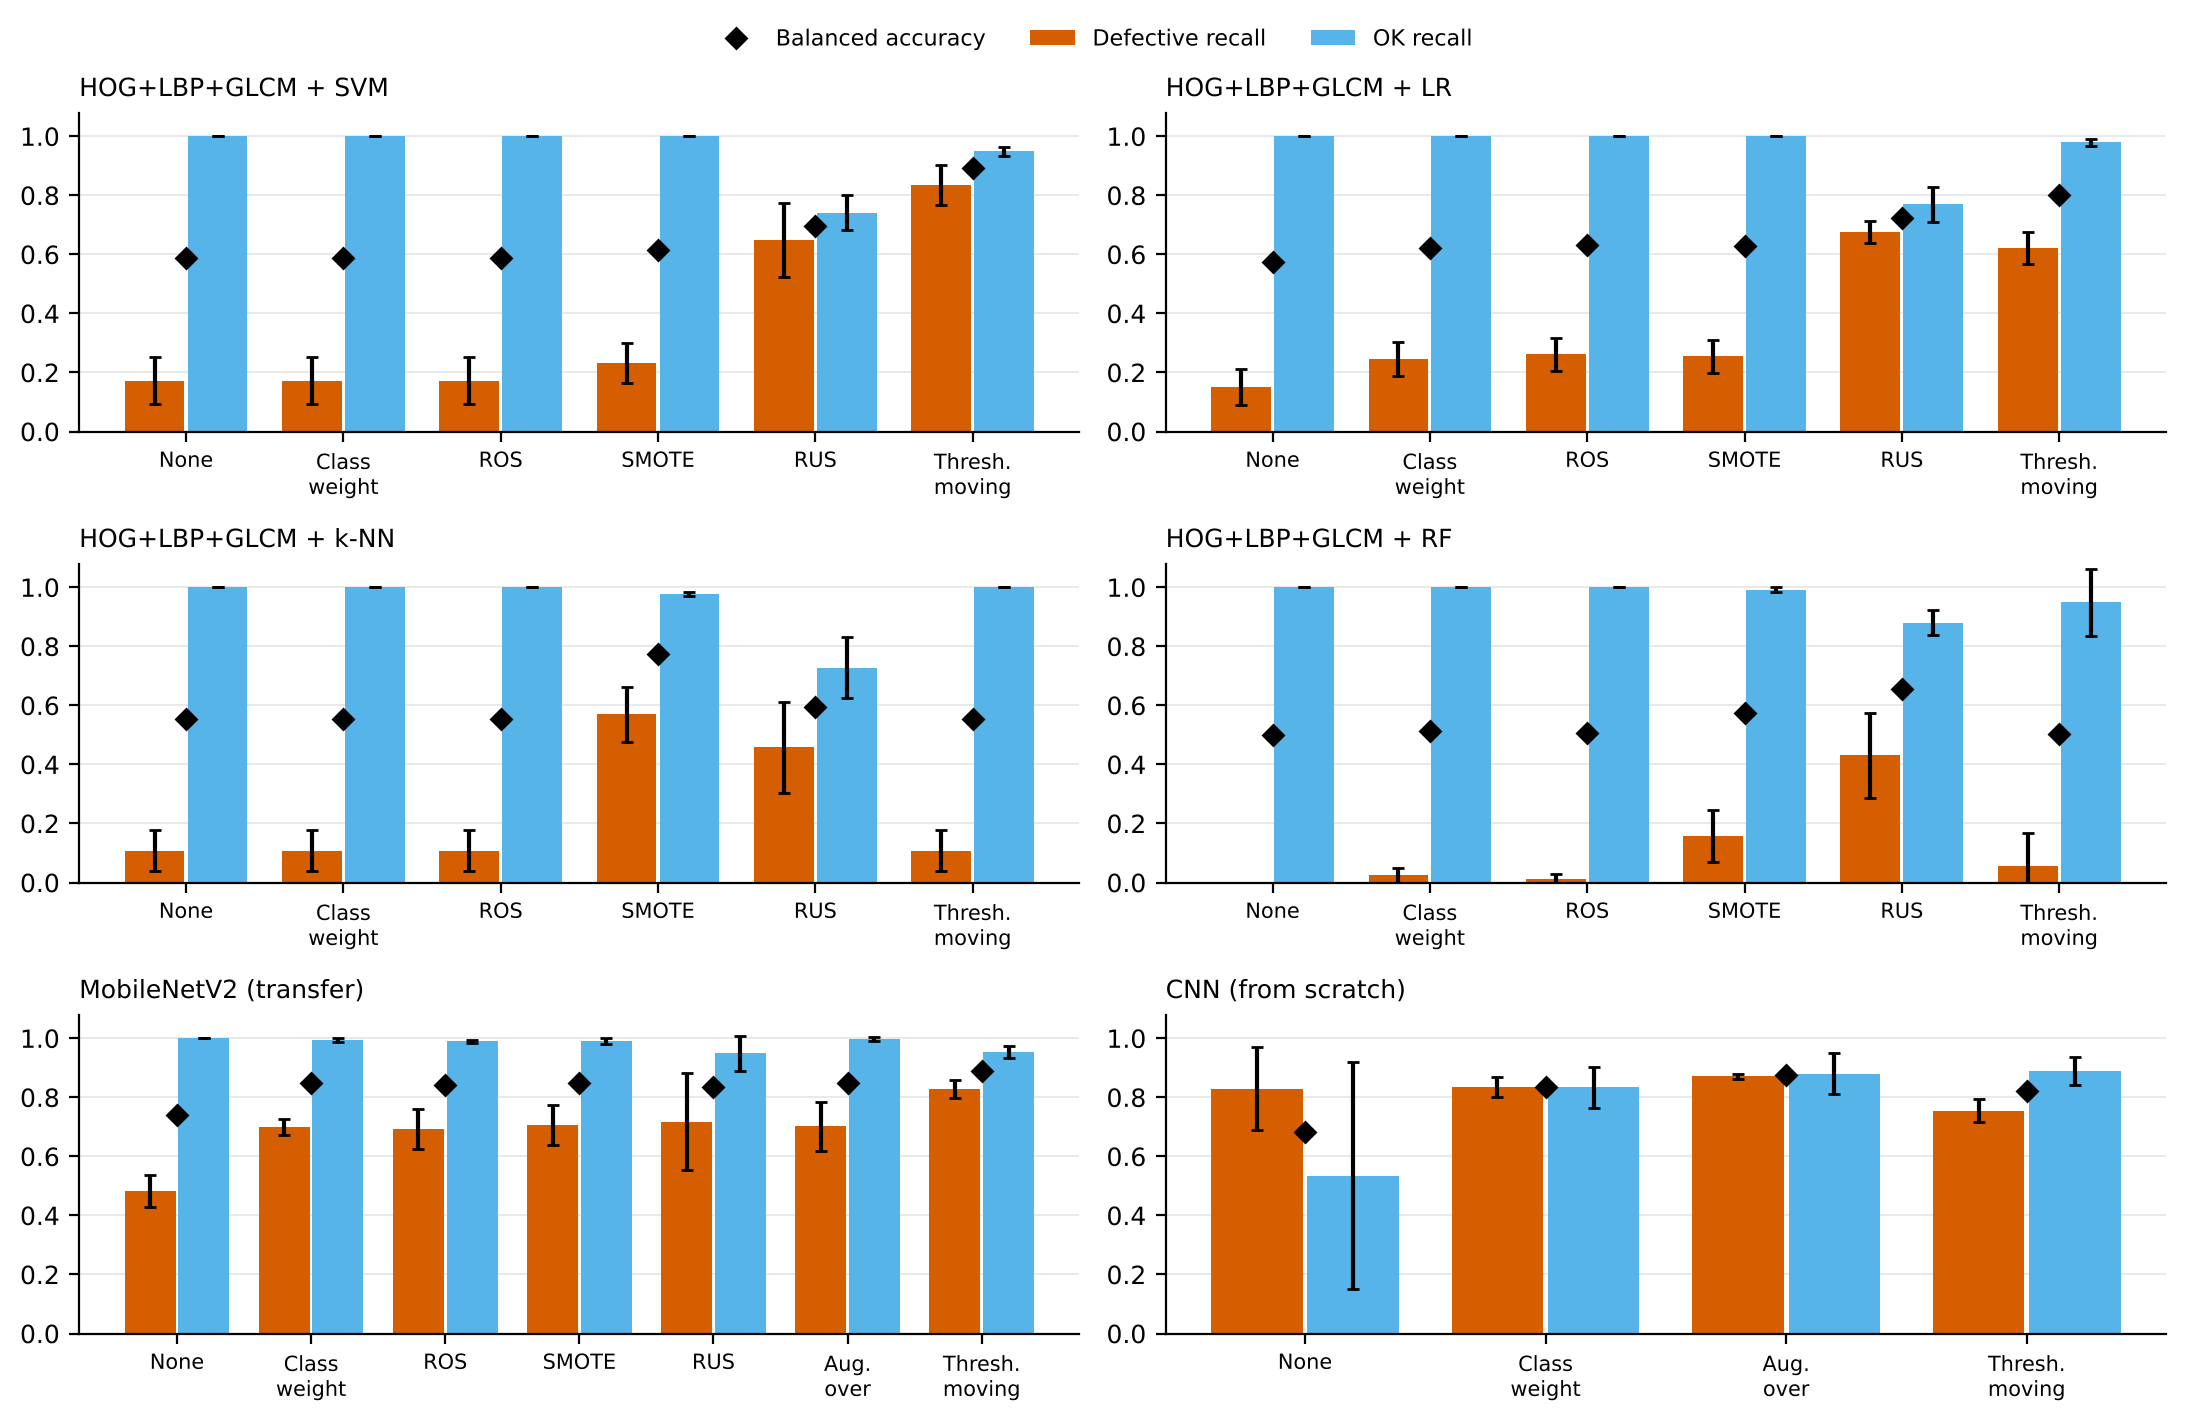 Balanced accuracy Defective recall OK recall
HOG+LBP+GLCM + SVM
1.0
0.8
0.6
0.4
0.2
0.0
None Class weight ROS SMOTE RUS Thresh. moving
HOG+LBP+GLCM + LR
1.0
0.8
0.6
0.4
0.2
0.0
None Class weight ROS SMOTE RUS Thresh. moving
HOG+LBP+GLCM + k-NN
1.0
0.8
0.6
0.4
0.2
0.0
None Class weight ROS SMOTE RUS Thresh. moving
HOG+LBP+GLCM + RF
1.0
0.8
0.6
0.4
0.2
0.0
None Class weight ROS SMOTE RUS Thresh. moving
MobileNetV2 (transfer)
1.0
0.8
0.6
0.4
0.2
0.0
None Class weight ROS SMOTE RUS Aug. over Thresh. moving
CNN (from scratch)
1.0
0.8
0.6
0.4
0.2
0.0
None Class weight Aug. over Thresh. moving